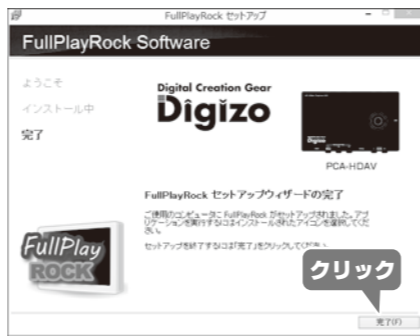 FullPlayRock セットアップ
FullPlayRock Software
ようこそ
インストール中
完了
Digital Creation Gear
Digizo
PCA-HDAV
FullPlayRock セットアップウィザードの完了
ご使用のコンピュータに FullPlayRock がセットアップされました。アプ
リケーションを実行するにはインストールされたアイコンを選択してくだ
さい。
セットアップを終了するには「完了」をクリックしてください。
FullPlay
ROCK
クリック
完了(F)